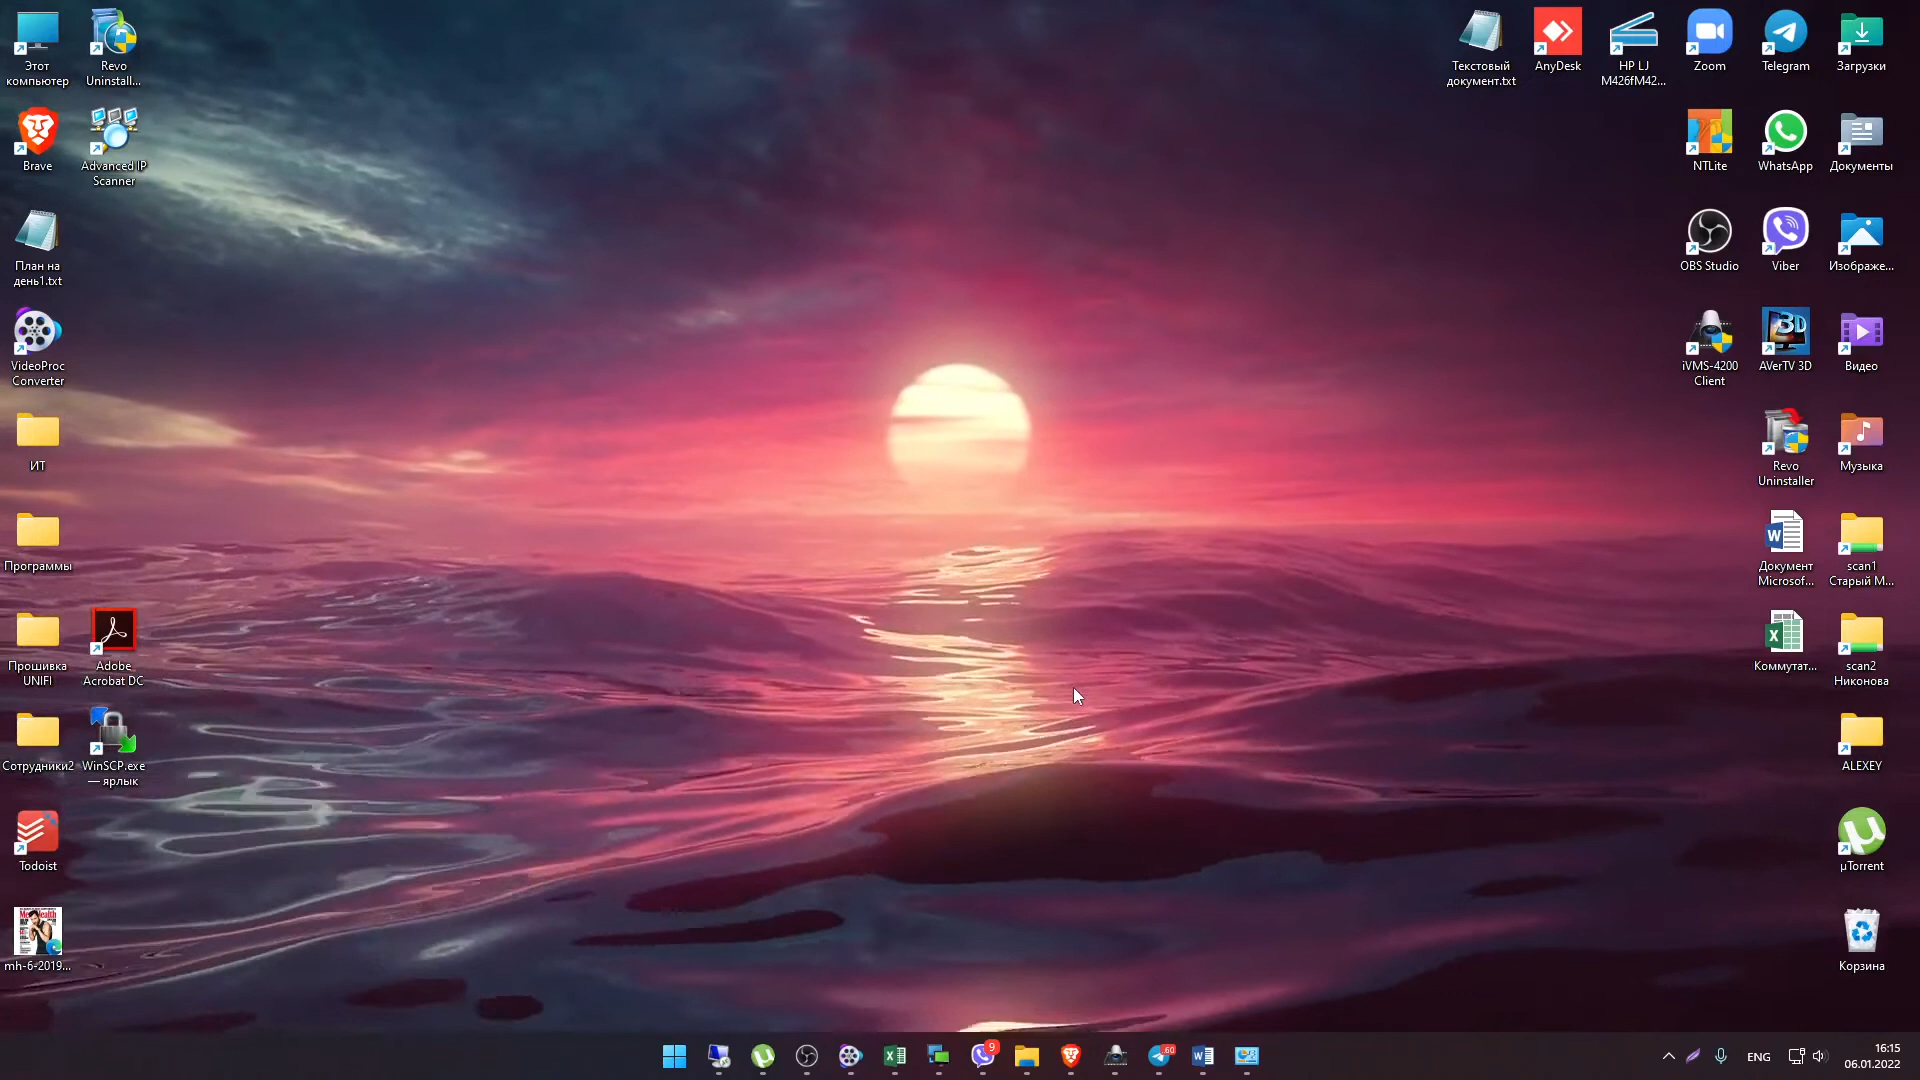 Этот
компьютер
Revo
Uninstall...
Brave
Advanced IP
Scanner
План на
день1.txt
VideoProc
Converter
ИТ
Программы
Прошивка
UNIFI
Adobe
Acrobat DC
Сотрудники2
WinSCP.exe
— ярлык
Todoist
mh-6-2019...
Текстовый
документ.txt
AnyDesk
HP LJ
M426fM42...
Zoom
Telegram
Загрузки
NTLite
WhatsApp
Документы
OBS Studio
Viber
Изображе...
iVMS-4200
Client
AVerTV 3D
3D
Видео
Revo
Uninstaller
Музыка
Документ
Microsof...
scan1
Старый М...
Коммутат...
scan2
Никонова
ALEXEY
µTorrent
Корзина
9
60
ENG
16:15
06.01.2022